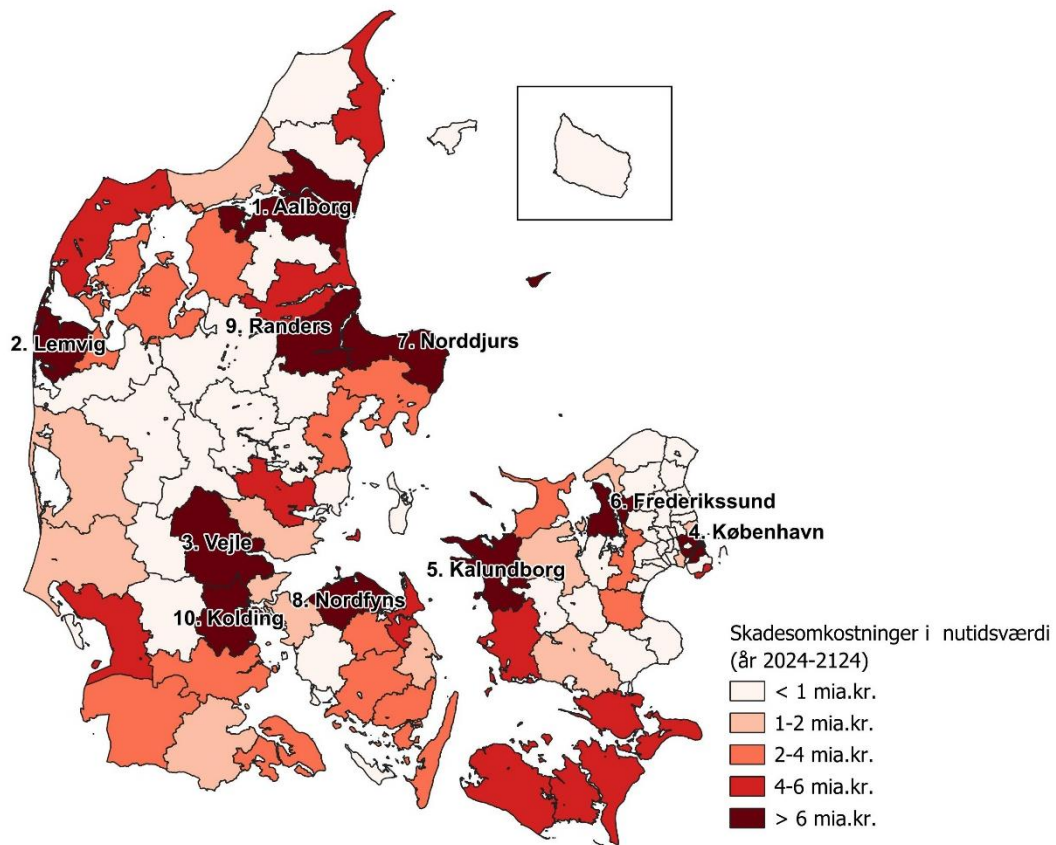 1. Aalborg
9. Randers
2. Lemvig
7. Norddjurs
6. Frederikssund
4. København
3. Vejle
5. Kalundborg
8. Nordfyns
10. Kolding
Skadesomkostninger i nutidsværdi
(år 2024-2124)
< 1 mia.kr.
1-2 mia.kr.
2-4 mia.kr.
4-6 mia.kr.
> 6 mia.kr.